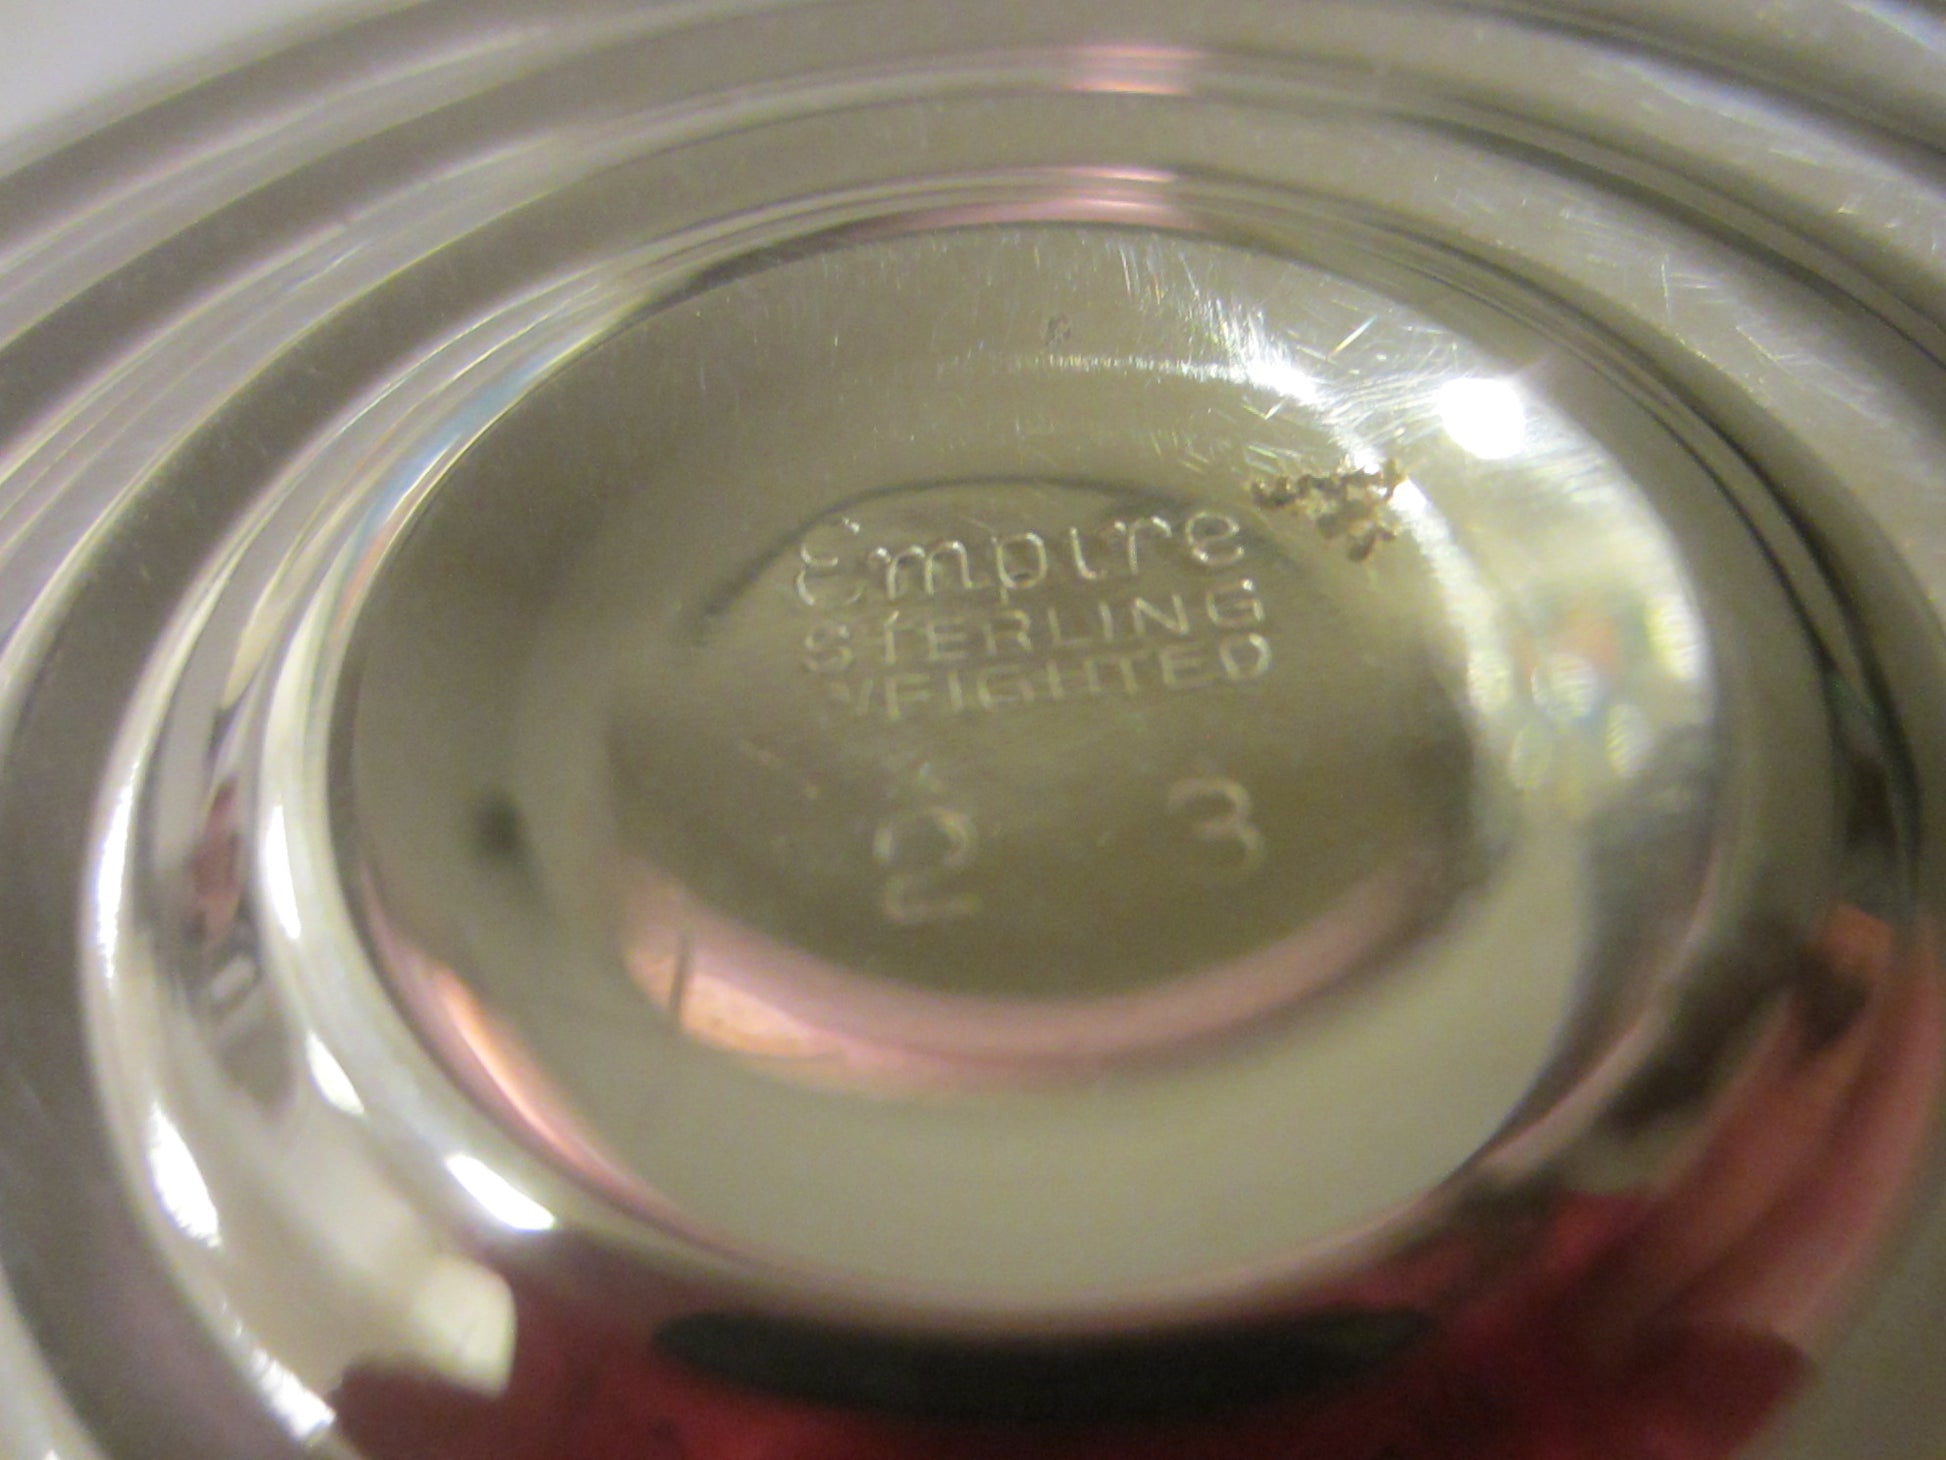 Empire
STERLING
WEIGHTED
2 3